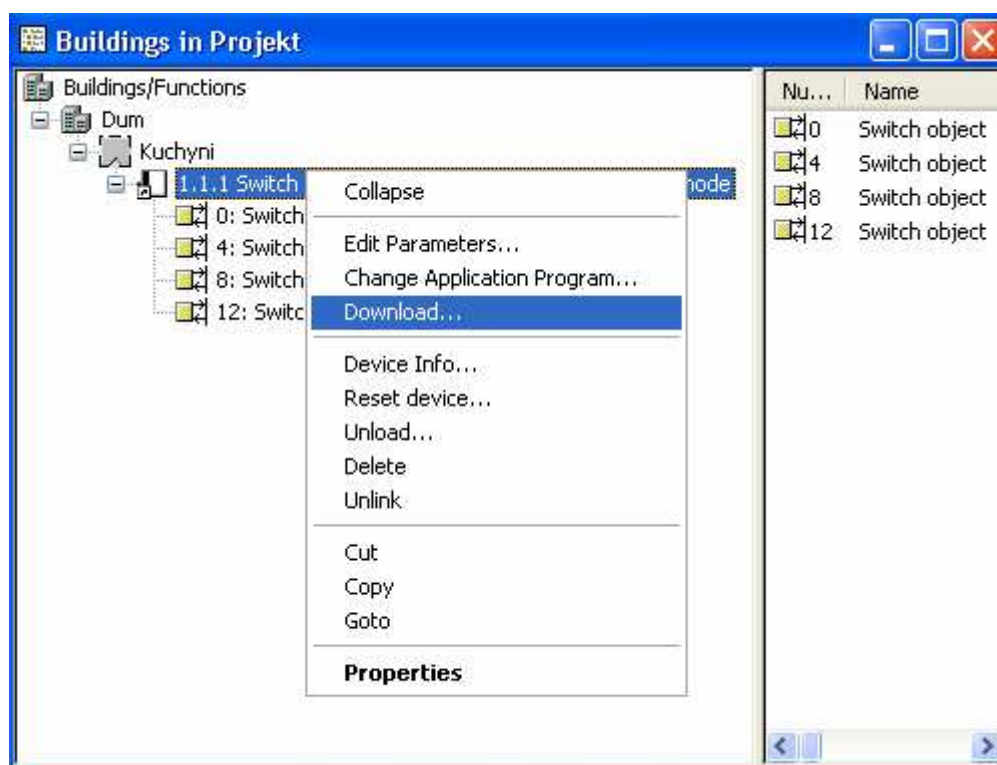 Buildings in Projekt
Buildings/Functions
Dum
Kuchyni
1.1.1 Switch
0: Switch
4: Switch
8: Switch
12: Switc
Collapse
Edit Parameters...
Change Application Program...
Download...
Device Info...
Reset device...
Unload...
Delete
Unlink
Cut
Copy
Goto
Properties
Nu... Name
0 Switch object
4 Switch object
8 Switch object
12 Switch object